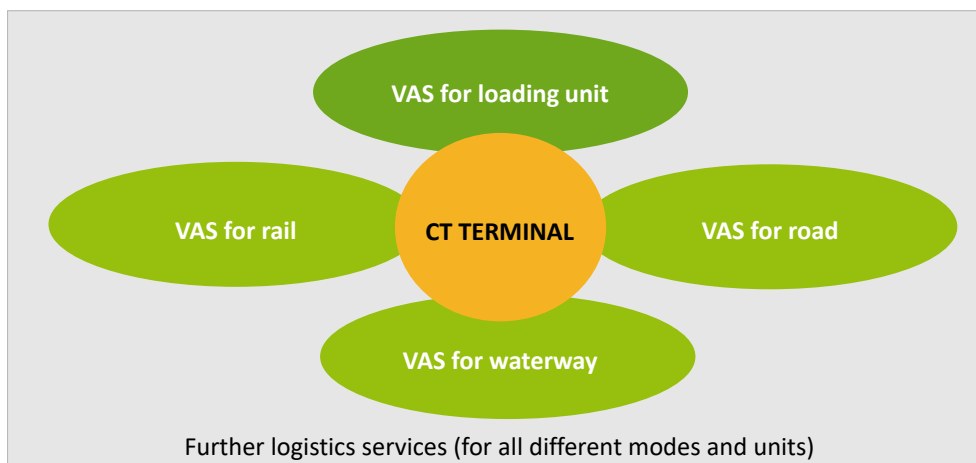 VAS for loading unit
VAS for rail
CT TERMINAL
VAS for road
VAS for waterway
Further logistics services (for all different modes and units)